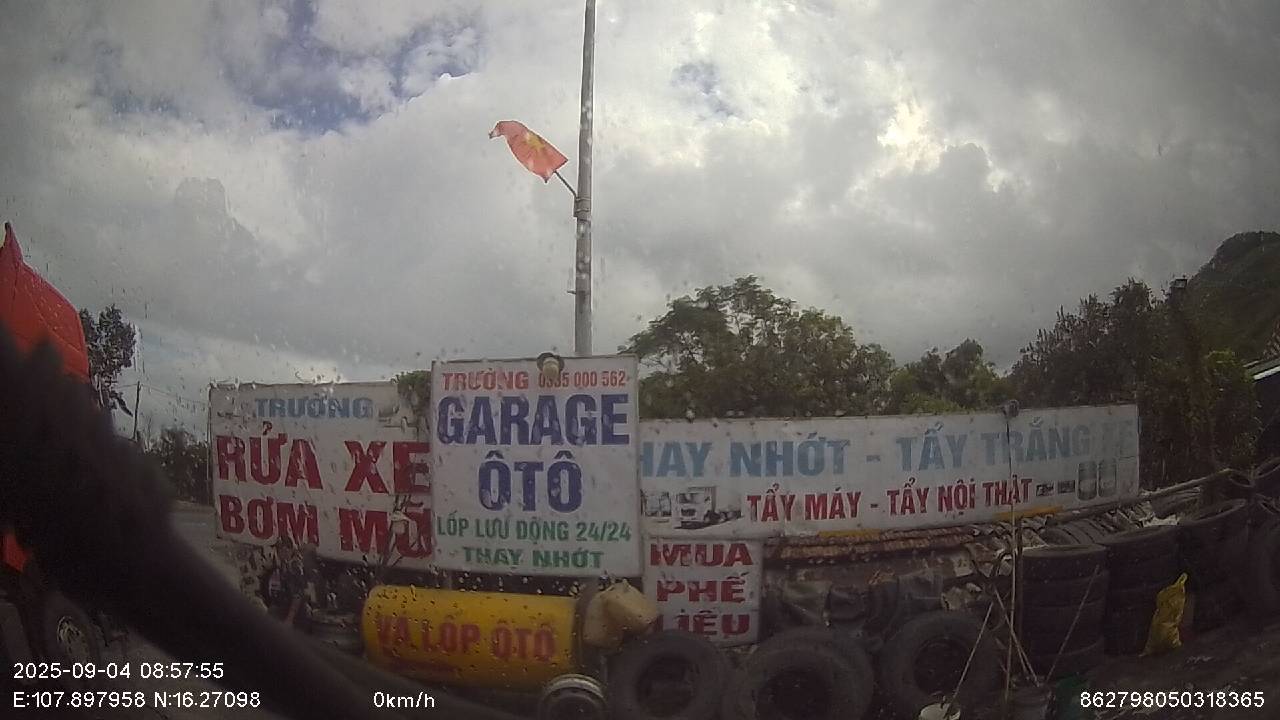 TRƯỜNG
RỬA XE
BƠM MỠ
TRƯỜNG 0335 000 562
GARAGE
ÔTÔ
LỐP LƯU ĐỘNG 24/24
THAY NHỚT
HAY NHỚT - TẨY TRẮNG XE
TẨY MÁY - TẨY NỘI THẤT
MUA
PHẾ
LIỆU
VÁ LỐP ÔTÔ
2025-09-04 08:57:55
E:107.897958 N:16.27098
0km/h
862798050318365